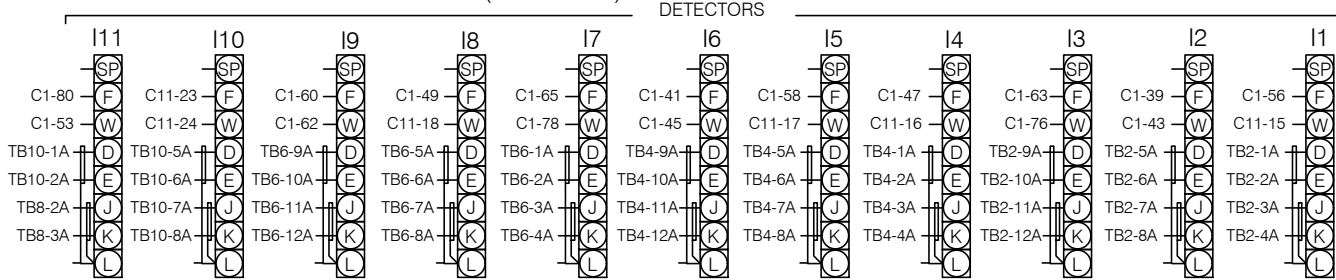 DETECTORS
I11 I10 I9 I8 I7 I6 I5 I4 I3 I2 I1
SP SP SP SP SP SP SP SP SP SP SP
C1-80 F C11-23 F C1-60 F C1-49 F C1-65 F C1-41 F C1-58 F C1-47 F C1-63 F C1-39 F C1-56 F
C1-53 W C11-24 W C1-62 W C11-18 W C1-78 W C1-45 W C11-17 W C11-16 W C1-76 W C1-43 W C11-15 W
TB10-1A D TB10-5A D TB6-9A D TB6-5A D TB6-1A D TB4-9A D TB4-5A D TB4-1A D TB2-9A D TB2-5A D TB2-1A D
TB10-2A E TB10-6A E TB6-10A E TB6-6A E TB6-2A E TB4-10A E TB4-6A E TB4-2A E TB2-10A E TB2-6A E TB2-2A E
TB8-2A J TB10-7A J TB6-11A J TB6-7A J TB6-3A J TB4-11A J TB4-7A J TB4-3A J TB2-11A J TB2-7A J TB2-3A J
TB8-3A K TB10-8A K TB6-12A K TB6-8A K TB6-4A K TB4-12A K TB4-8A K TB4-4A K TB2-12A K TB2-8A K TB2-4A K
L L L L L L L L L L L